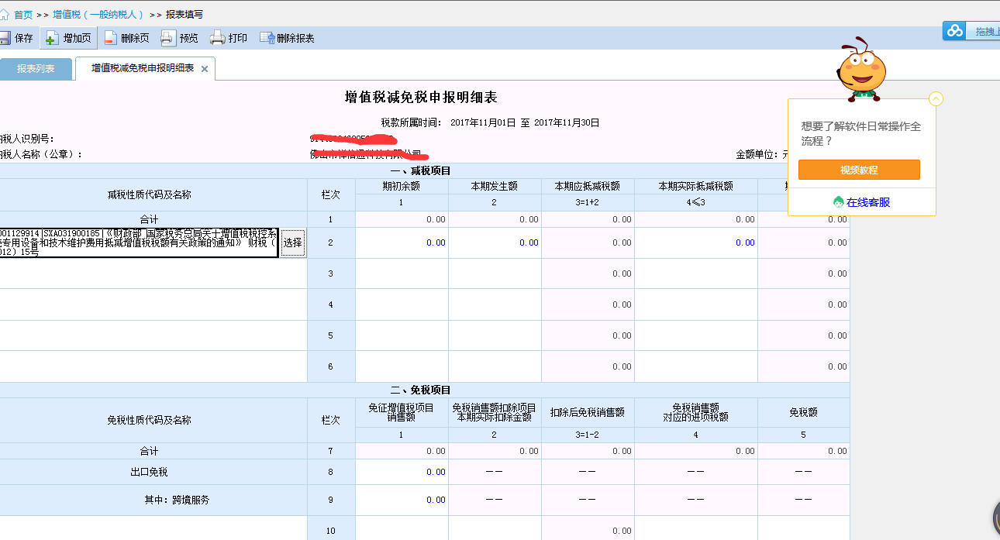 首页 >> 增值税（一般纳税人） >> 报表填写
保存 增加页 删除页 预览 打印 删除报表
拖拽上
报表列表 增值税减免税申报明细表 ×
增值税减免税申报明细表
税款所属时间： 2017年11月01日 至 2017年11月30日
纳税人识别号：
纳税人名称（公章）： 金额单位：元
想要了解软件日常操作全
流程？
视频教程
在线客服
一、减税项目
减税性质代码及名称 栏次 期初余额 本期发生额 本期应抵减税额 本期实际抵减税额
1 2 3=1+2 4≤3
合计 1 0.00 0.00 0.00 0.00 0.00
001129914|SXA031900185|《财政部 国家税务总局关于增值税税控系
统专用设备和技术维护费用抵减增值税税额有关政策的通知》 财税（
012）15号
选择 2 0.00 0.00 0.00 0.00 0.00
3 0.00 0.00
4 0.00 0.00
5 0.00 0.00
6 0.00 0.00
二、免税项目
免税性质代码及名称 栏次 免征增值税项目
销售额 免税销售额扣除项目
本期实际扣除金额 扣除后免税销售额 免税销售额
对应的进项税额 免税额
1 2 3=1-2 4 5
合计 7 0.00 0.00 0.00 0.00 0.00
出口免税 8 0.00 —— —— —— ——
其中：跨境服务 9 0.00 —— —— —— ——
10 0.00